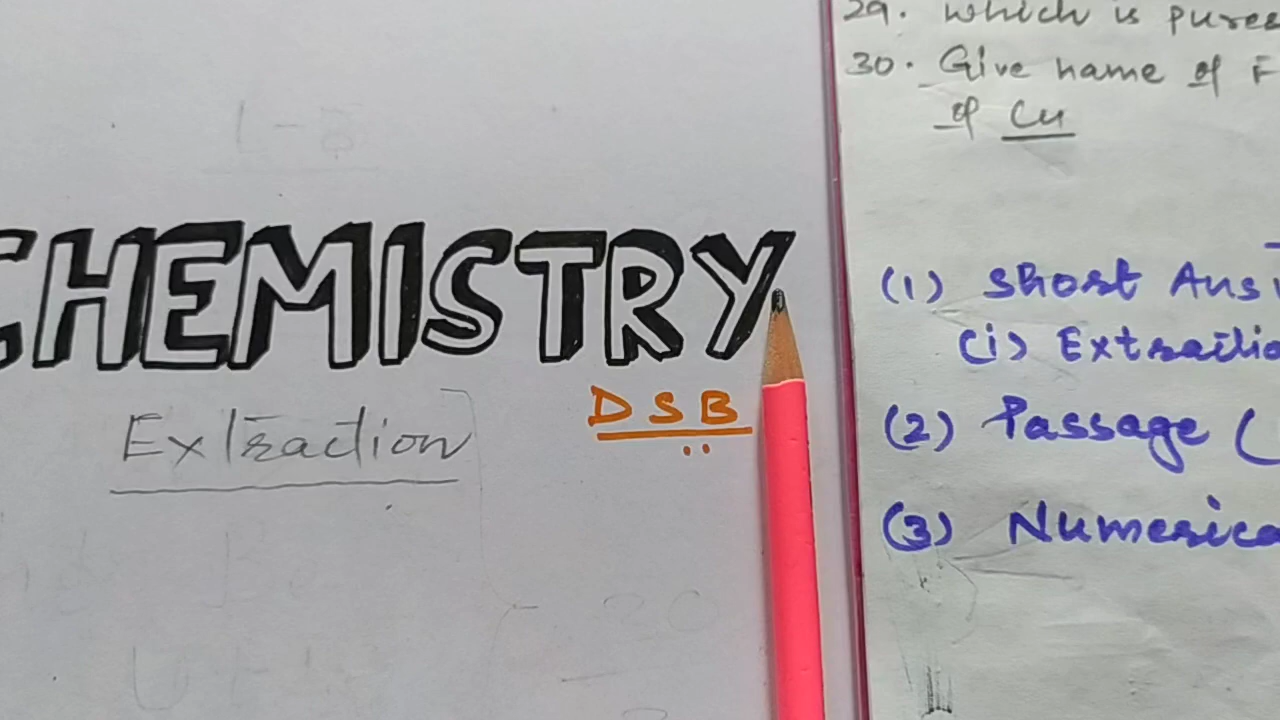 CHEMISTRY
Extraction
DSB
29. Which is pures
30. Give name of F
of Cu
(1) Short Ans
(i) Extractio
(2) Passage (
(3) Numerica